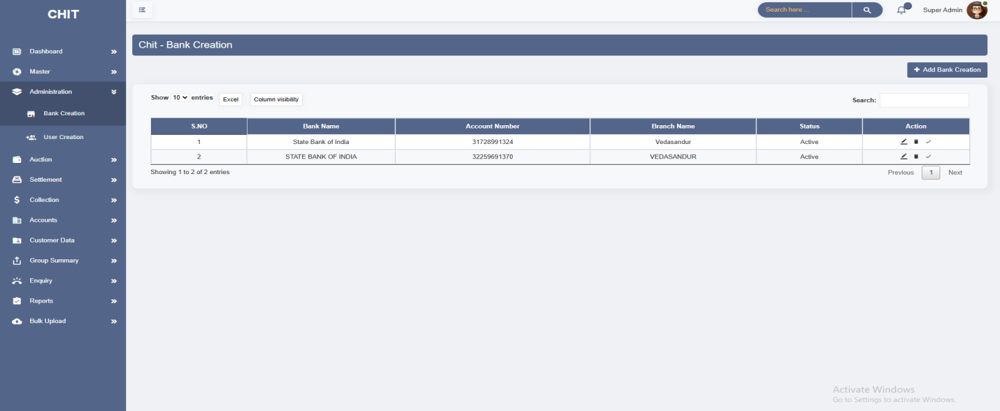 CHIT
Search here ...
Super Admin
Dashboard
Master
Administration
Bank Creation
User Creation
Auction
Settlement
Collection
Accounts
Customer Data
Group Summary
Enquiry
Reports
Bulk Upload
Chit - Bank Creation
+ Add Bank Creation
Show 10 entries Excel Column visibility Search:
S.NO Bank Name Account Number Branch Name Status Action
1 State Bank of India 31728991324 Vedasandur Active
2 STATE BANK OF INDIA 32259691370 VEDASANDUR Active
Showing 1 to 2 of 2 entries Previous 1 Next
Activate Windows
Go to Settings to activate Windows.